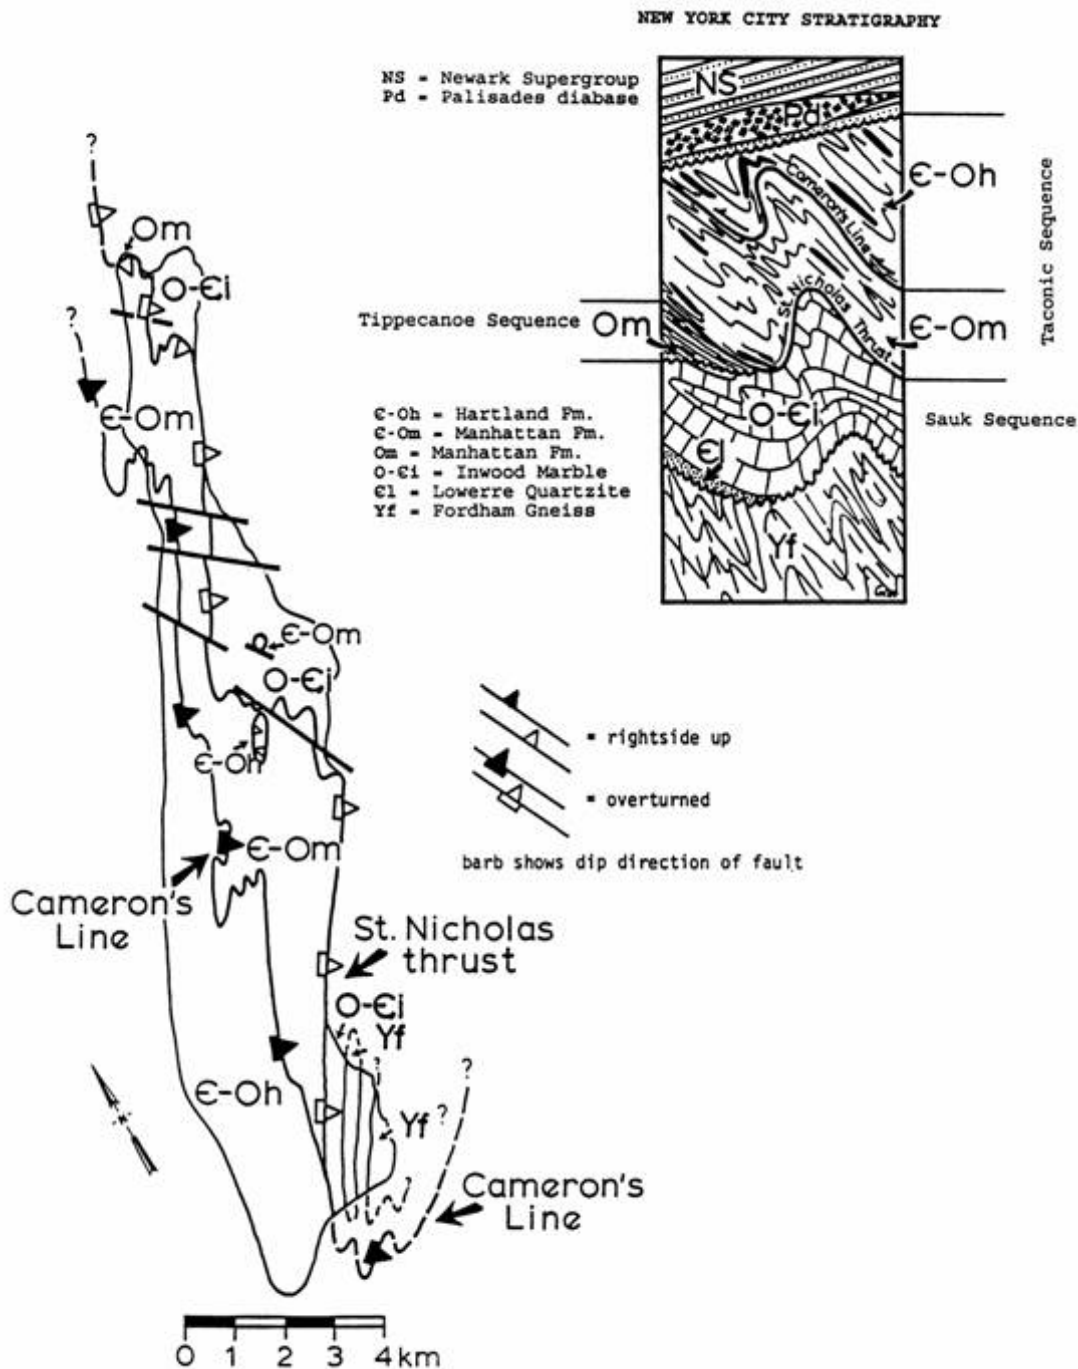 NEW YORK CITY STRATIGRAPHY
NS = Newark Supergroup
Pd = Palisades diabase
NS
Pd
Cameron's Line
Є-Oh
Taconic Sequence
St. Nicholas Thrust
Tippecanoe Sequence
Om
Є-Om
O-Єi
Sauk Sequence
Єl
Yf
Є-Oh = Hartland Fm.
Є-Om = Manhattan Fm.
Om = Manhattan Fm.
O-Єi = Inwood Marble
Єl = Lowerre Quartzite
Yf = Fordham Gneiss
?
Om
O-Єi
?
Є-Om
Є-Om
O-Єi
Є-Oh
Є-Om
Cameron's
Line
St. Nicholas
thrust
O-Єi
Yf
?
?
Є-Oh
Yf ?
Cameron's
Line
= rightside up
= overturned
barb shows dip direction of fault
0 1 2 3 4 km